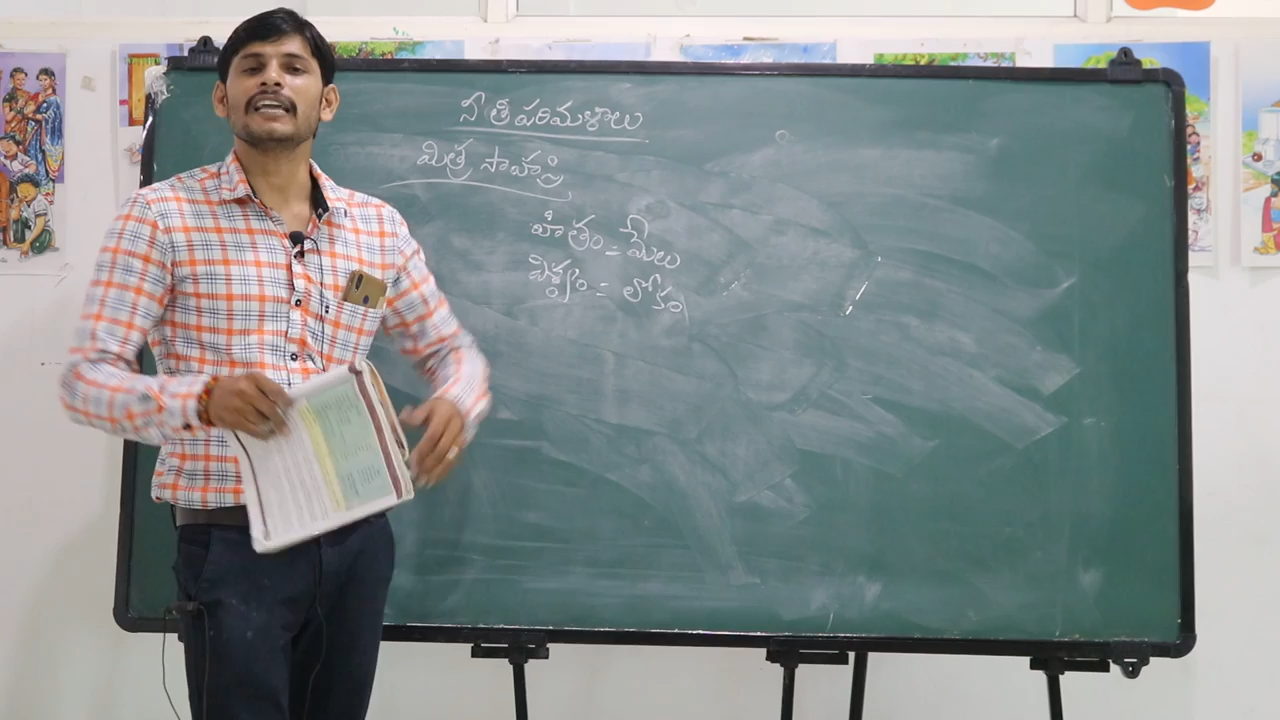 నీతి పరిమళాలు
మిత్ర సాహస్రి
హితం = మేలు
విశ్వం = లోకం